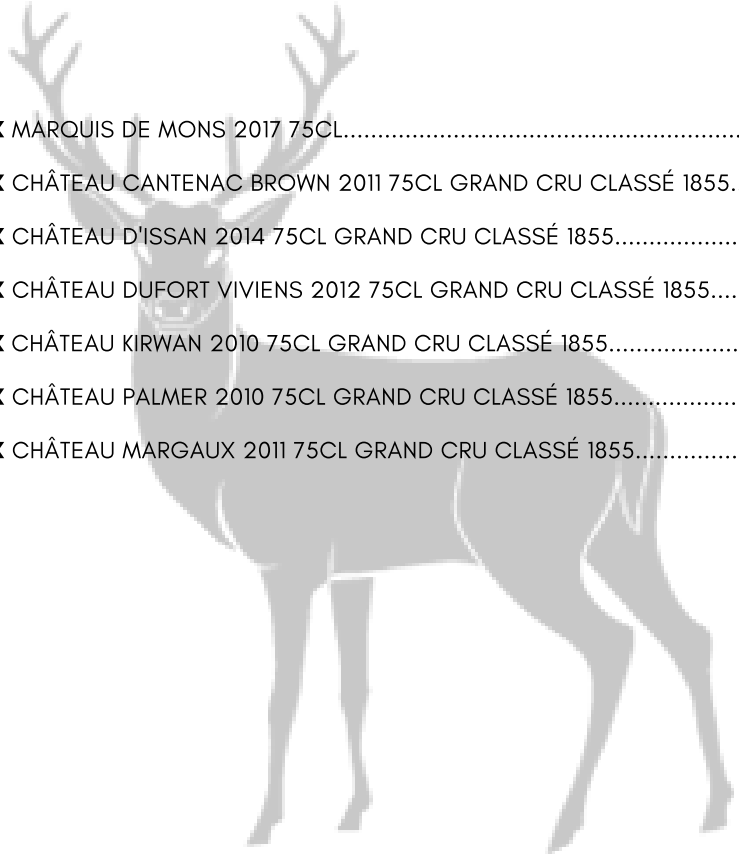 X MARQUIS DE MONS 2017 75CL................................................
X CHÂTEAU CANTENAC BROWN 2011 75CL GRAND CRU CLASSÉ 1855.
X CHÂTEAU D'ISSAN 2014 75CL GRAND CRU CLASSÉ 1855..................
X CHÂTEAU DUFORT VIVIENS 2012 75CL GRAND CRU CLASSÉ 1855....
X CHÂTEAU KIRWAN 2010 75CL GRAND CRU CLASSÉ 1855...................
X CHÂTEAU PALMER 2010 75CL GRAND CRU CLASSÉ 1855..................
X CHÂTEAU MARGAUX 2011 75CL GRAND CRU CLASSÉ 1855...............